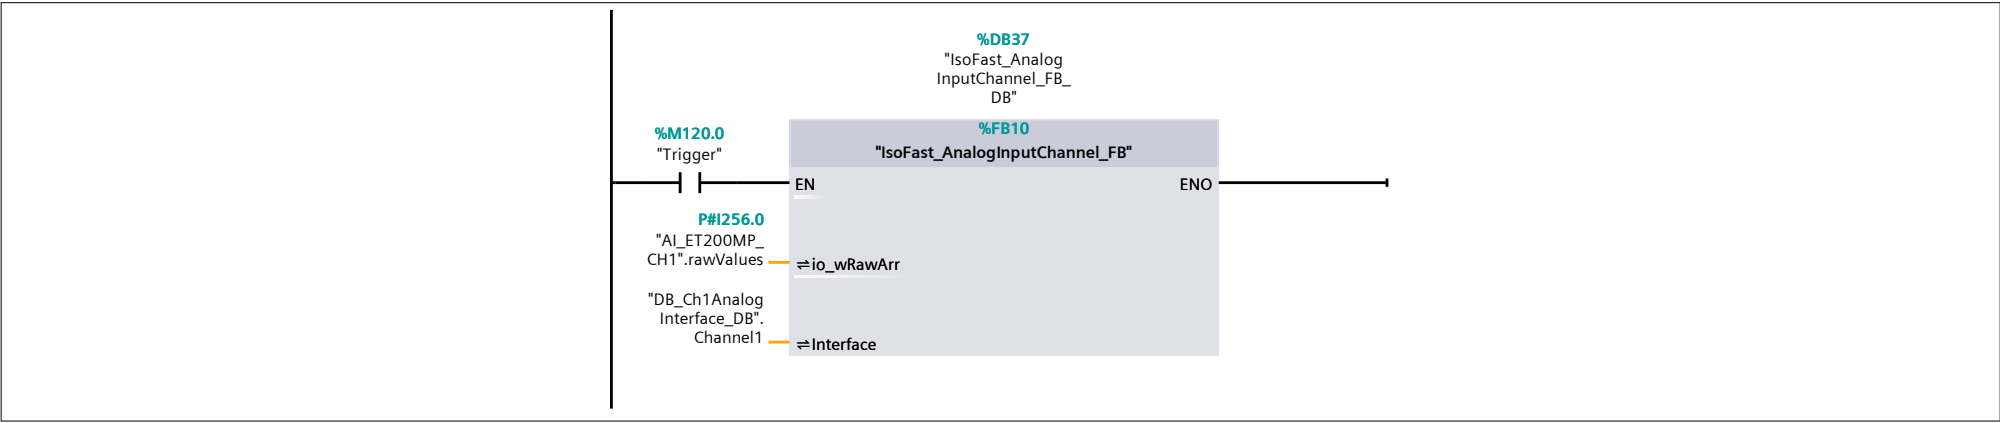 %DB37
"IsoFast_Analog
InputChannel_FB_
DB"
%FB10
"IsoFast_AnalogInputChannel_FB"
%M120.0
"Trigger"
EN
ENO
P#I256.0
"AI_ET200MP_
CH1".rawValues
⇌io_wRawArr
"DB_Ch1Analog
Interface_DB".
Channel1
⇌Interface